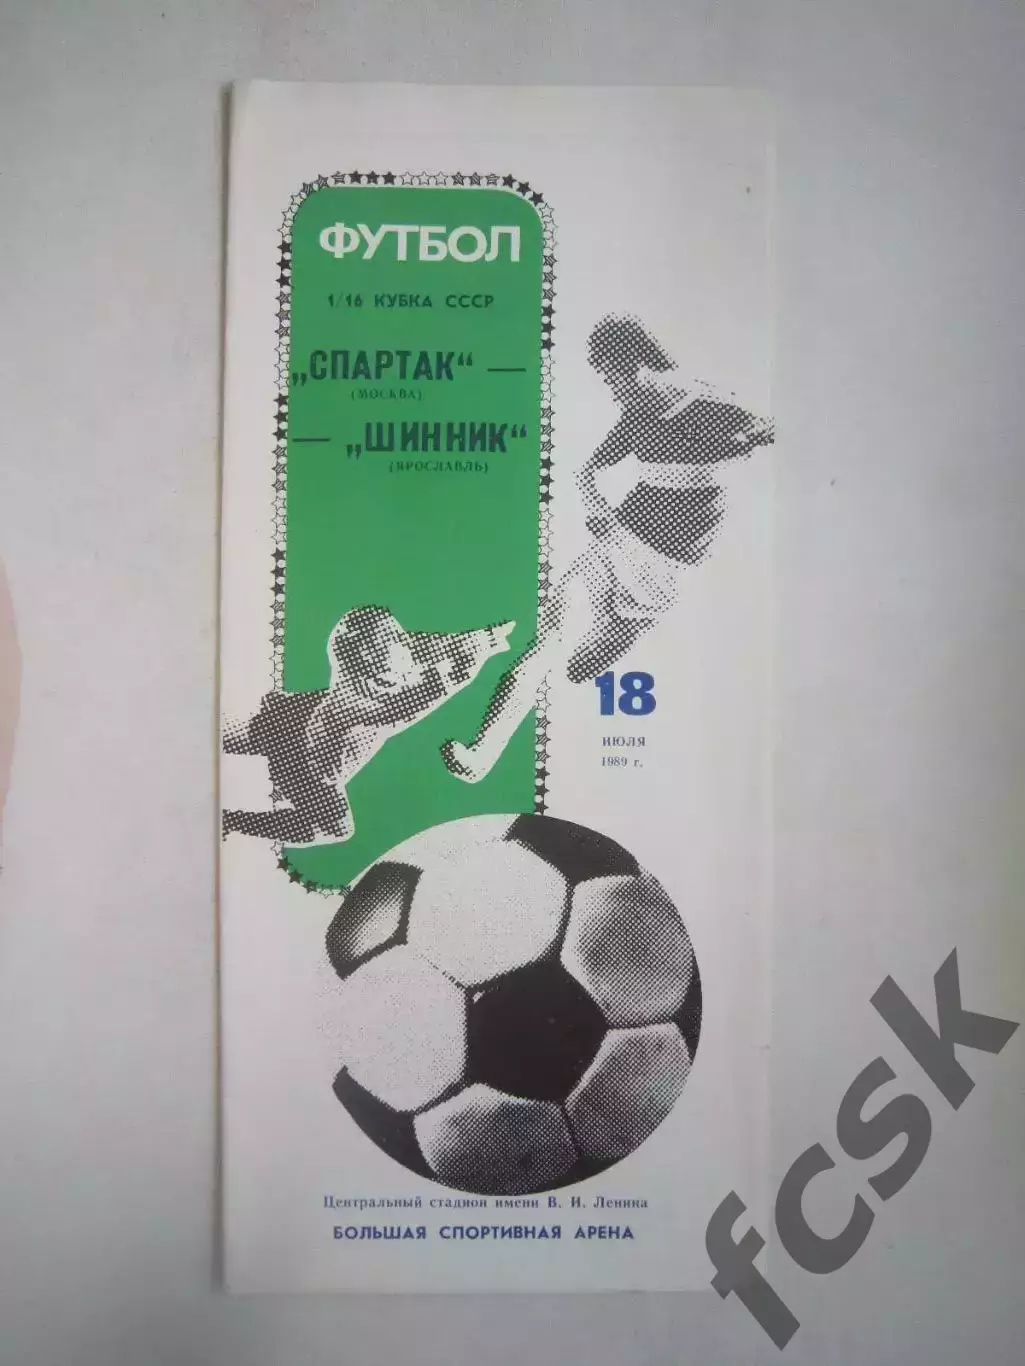 ФУТБОЛ
1/16 КУБКА СССР
„СПАРТАК“ —
(МОСКВА)
— „ШИННИК“
(ЯРОСЛАВЛЬ)
18
ИЮЛЯ
1989 г.
Центральный стадион имени В. И. Ленина
БОЛЬШАЯ СПОРТИВНАЯ АРЕНА
fcsk